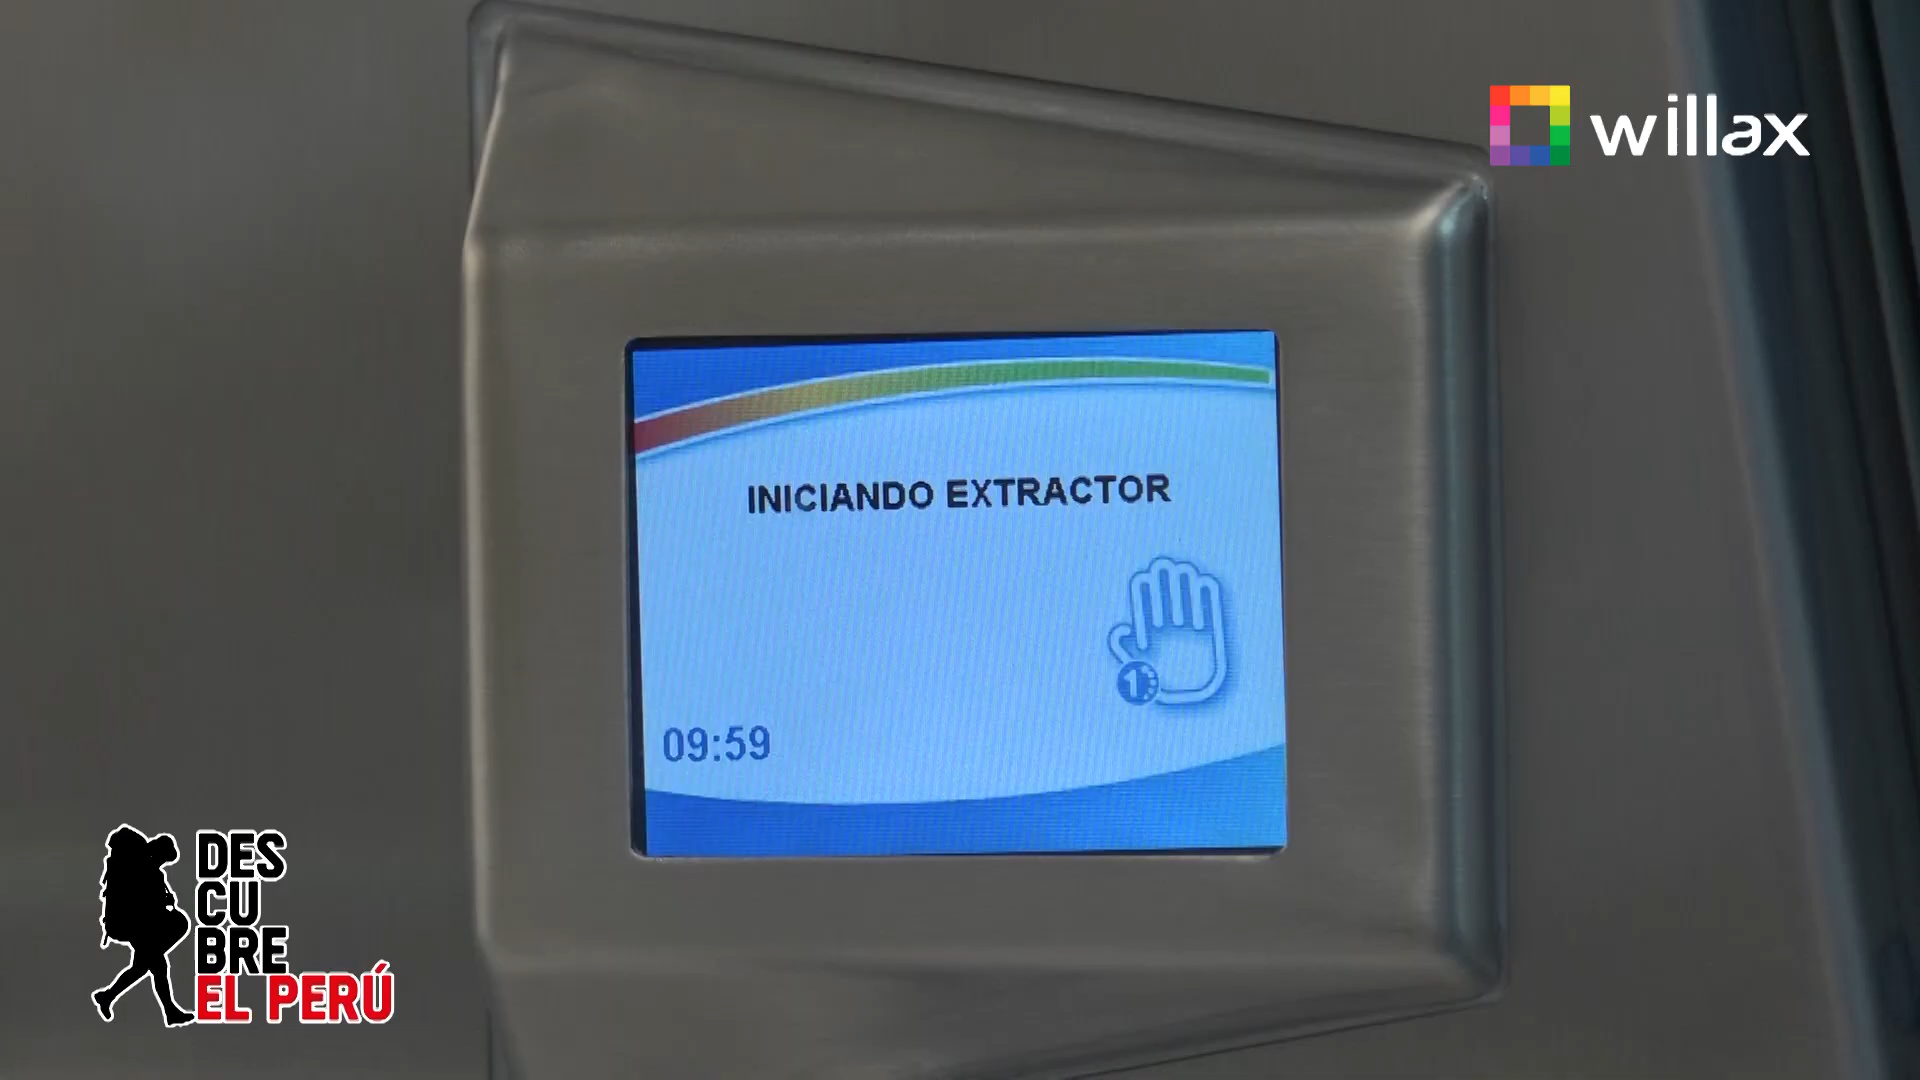 willax
INICIANDO EXTRACTOR
1
09:59
DES
CU
BRE
EL PERÚ